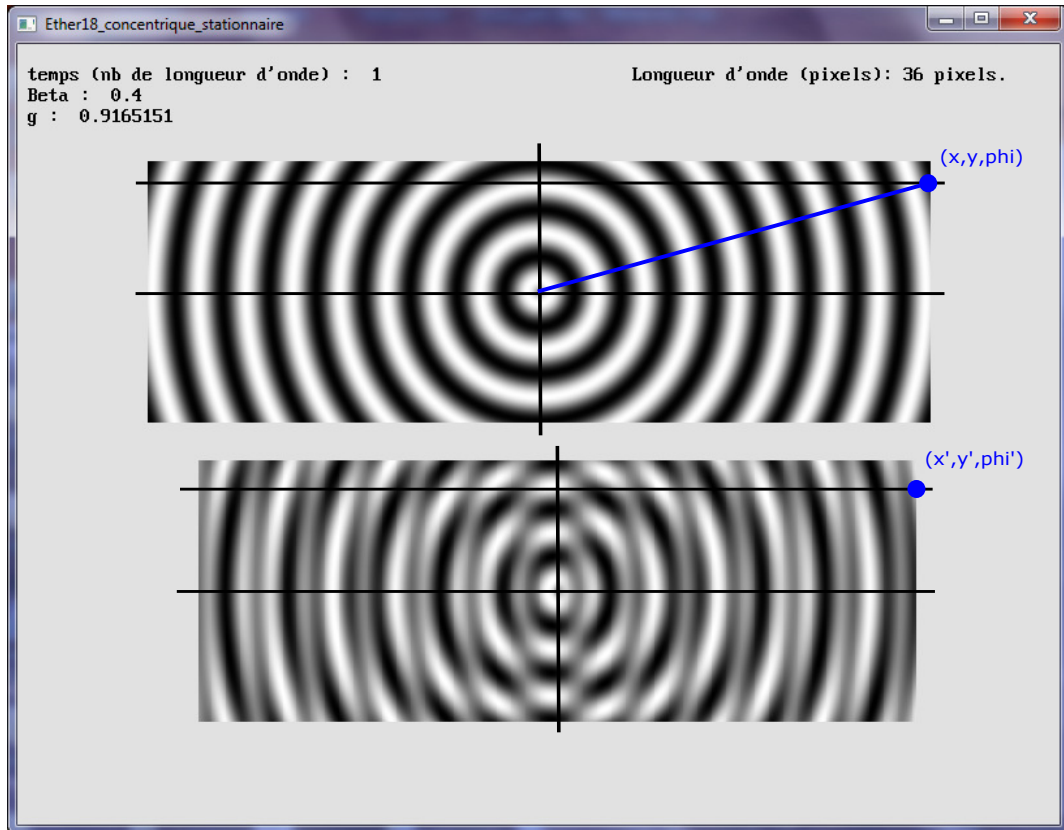 Ether18_concentrique_stationnaire
temps (nb de longueur d'onde) :  1
Longueur d'onde (pixels): 36 pixels.
Beta :  0.4
g :  0.9165151
(x,y,phi)
(x',y',phi')